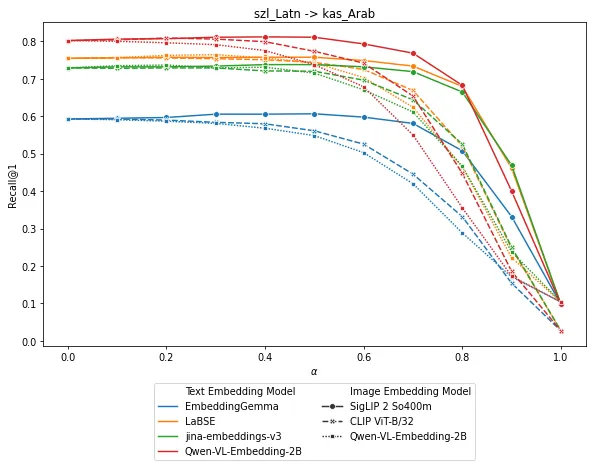 szl_Latn -> kas_Arab
Recall@1
0.8
0.7
0.6
0.5
0.4
0.3
0.2
0.1
0.0
0.0 0.2 0.4 0.6 0.8 1.0
α
Text Embedding Model
EmbeddingGemma
LaBSE
jina-embeddings-v3
Qwen-VL-Embedding-2B
Image Embedding Model
SigLIP 2 So400m
CLIP ViT-B/32
Qwen-VL-Embedding-2B